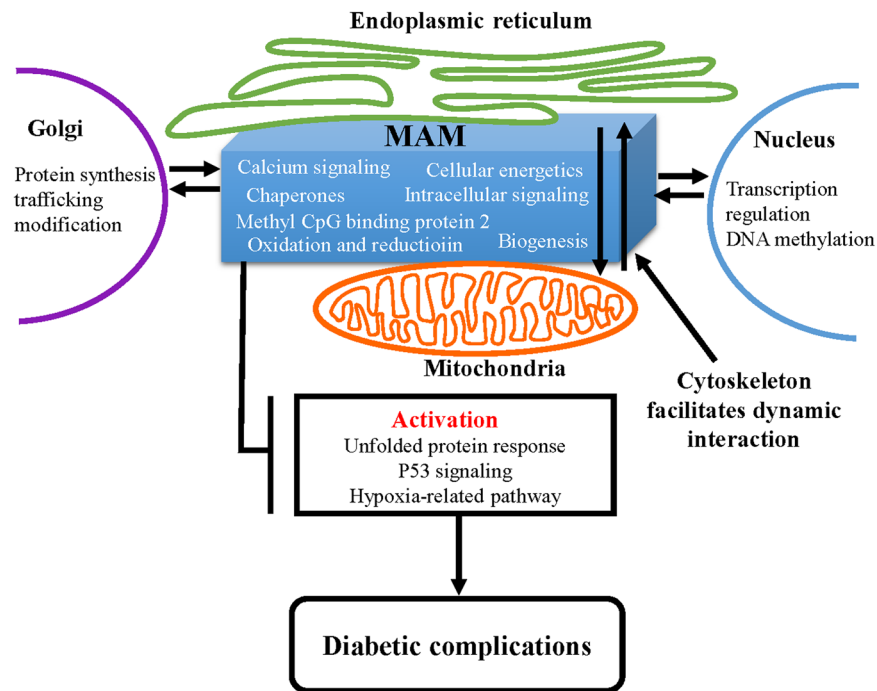 Endoplasmic reticulum
Golgi
Protein synthesis
trafficking
modification
MAM
Calcium signaling
Cellular energetics
Chaperones
Intracellular signaling
Methyl CpG binding protein 2
Oxidation and reductioiin
Biogenesis
Nucleus
Transcription
regulation
DNA methylation
Mitochondria
Cytoskeleton
facilitates dynamic
interaction
Activation
Unfolded protein response
P53 signaling
Hypoxia-related pathway
Diabetic complications